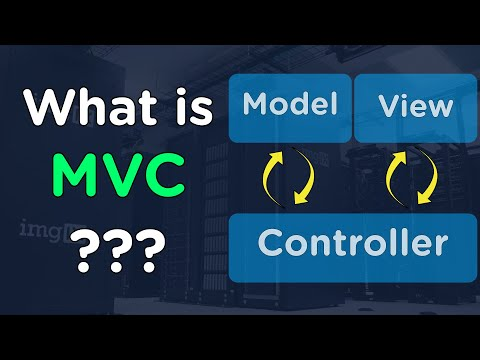 What is
MVC
???
Model
View
Controller